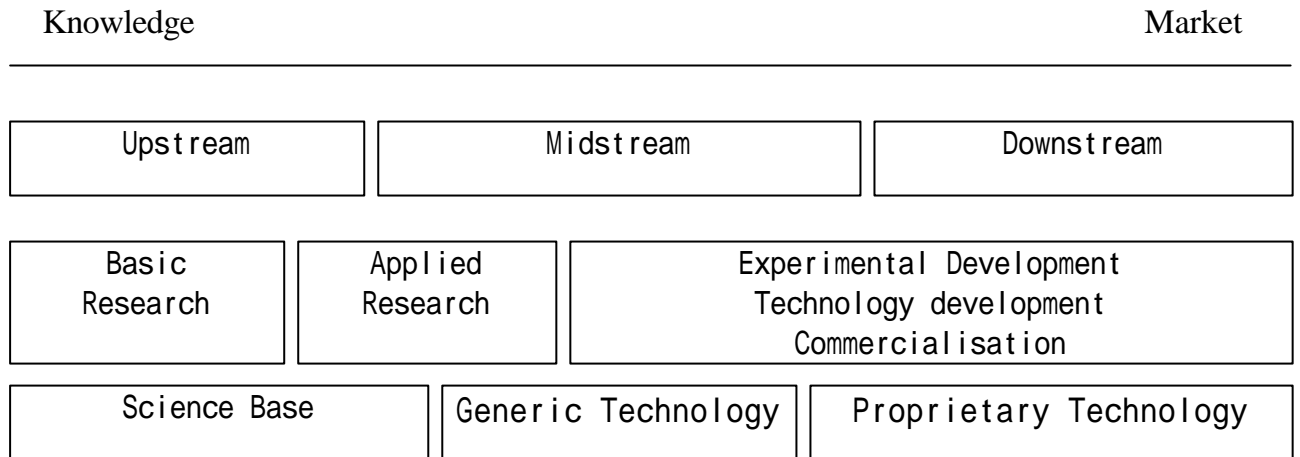 Knowledge Market
Upstream Midstream Downstream
Basic Research
Applied Research
Experimental Development
Technology development
Commercialisation
Science Base Generic Technology Proprietary Technology